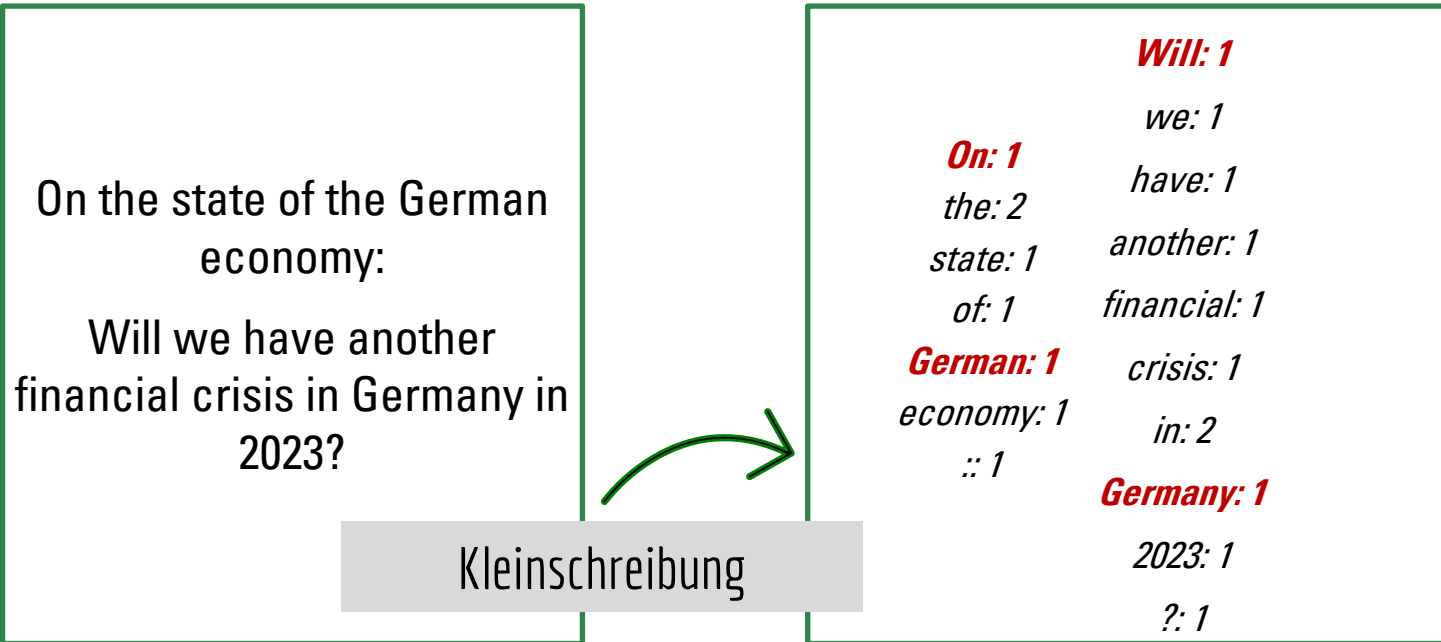 On the state of the German
economy:
Will we have another
financial crisis in Germany in
2023?
Kleinschreibung
On: 1
the: 2
state: 1
of: 1
German: 1
economy: 1
:: 1
Will: 1
we: 1
have: 1
another: 1
financial: 1
crisis: 1
in: 2
Germany: 1
2023: 1
?: 1